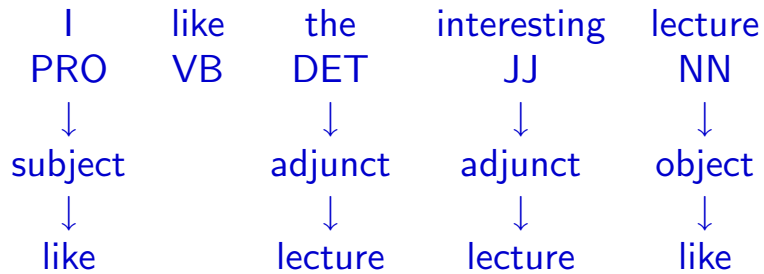 I like the interesting lecture
PRO VB DET JJ NN
↓ ↓ ↓ ↓
subject adjunct adjunct object
↓ ↓ ↓ ↓
like lecture lecture like